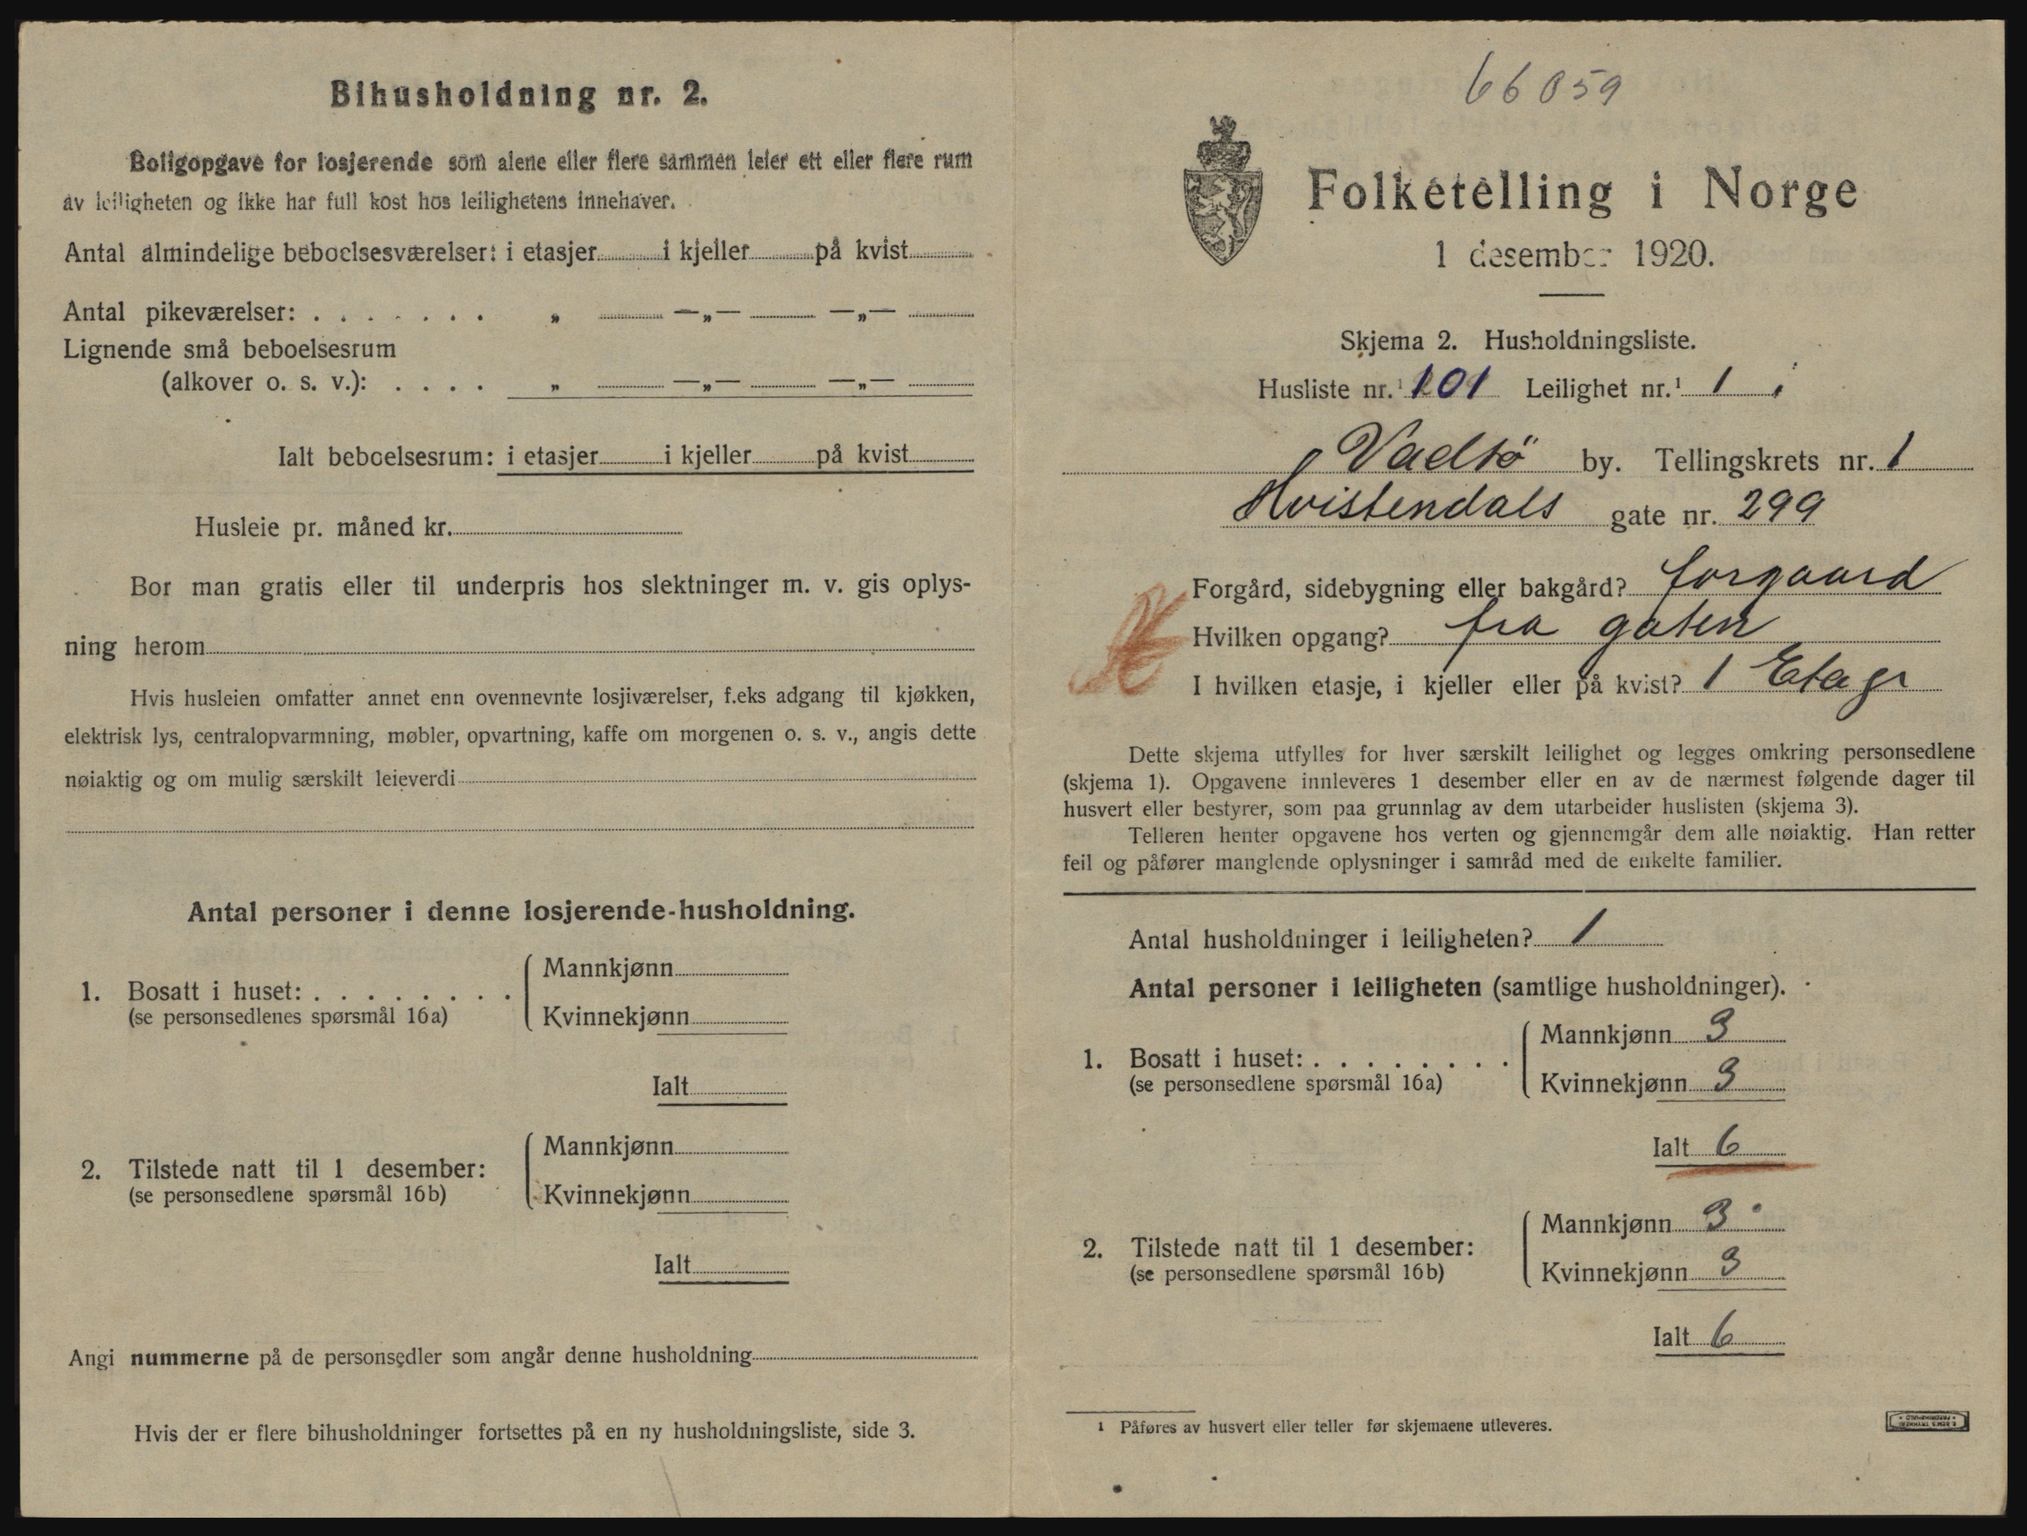 Bihusholdning nr. 2.
Boligopgave for losjerende som alene eller flere sammen leier ett eller flere rum
av leiligheten og ikke har full kost hos leilighetens innehaver.
Antal almindelige beboelsesværelser: i etasjer i kjeller på kvist
Antal pikeværelser: . . . . . . . „ —„— —„—
Lignende små beboelsesrum
(alkover o. s. v.): . . . . „ —„— —„—
Ialt beboelsesrum: i etasjer i kjeller på kvist
Husleie pr. måned kr.
Bor man gratis eller til underpris hos slektninger m. v. gis oplys-
ning herom
Hvis husleien omfatter annet enn ovennevnte losjiværelser, f.eks adgang til kjøkken,
elektrisk lys, centralopvarmning, møbler, opvartning, kaffe om morgenen o. s. v., angis dette
nøiaktig og om mulig særskilt leieverdi
Antal personer i denne losjerende-husholdning.
1. Bosatt i huset: . . . . . . . .
(se personsedlenes spørsmål 16a)
Mannkjønn
Kvinnekjønn
Ialt
2. Tilstede natt til 1 desember:
(se personsedlene spørsmål 16b)
Mannkjønn
Kvinnekjønn
Ialt
Angi nummerne på de personsedler som angår denne husholdning
Hvis der er flere bihusholdninger fortsettes på en ny husholdningsliste, side 3.
66059
Folketelling i Norge
1 desember 1920.
Skjema 2. Husholdningsliste.
Husliste nr.¹ 101 Leilighet nr.¹ 1
Vadsö by. Tellingskrets nr. 1
Hvistendals gate nr. 299
Forgård, sidebygning eller bakgård? forgaard
Hvilken opgang? fra gaten
I hvilken etasje, i kjeller eller på kvist? 1 Etage
Dette skjema utfylles for hver særskilt leilighet og legges omkring personsedlene
(skjema 1). Opgavene innleveres 1 desember eller en av de nærmest følgende dager til
husvert eller bestyrer, som paa grunnlag av dem utarbeider huslisten (skjema 3).
Telleren henter opgavene hos verten og gjennemgår dem alle nøiaktig. Han retter
feil og påfører manglende oplysninger i samråd med de enkelte familier.
Antal husholdninger i leiligheten? 1
Antal personer i leiligheten (samtlige husholdninger).
1. Bosatt i huset: . . . . . . . .
(se personsedlene spørsmål 16a)
Mannkjønn 3
Kvinnekjønn 3
Ialt 6
2. Tilstede natt til 1 desember:
(se personsedlene spørsmål 16b)
Mannkjønn 3
Kvinnekjønn 3
Ialt 6
¹ Påføres av husvert eller teller før skjemaene utleveres.